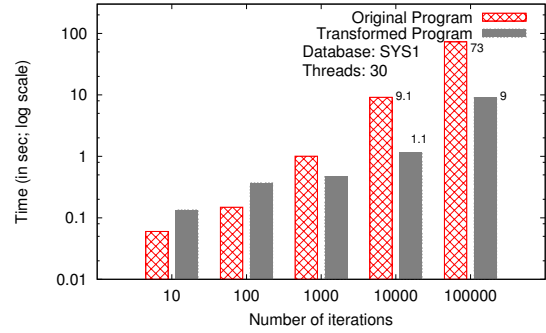 Original Program
Transformed Program
Database: SYS1
Threads: 30
Time (in sec; log scale)
100
10
1
0.1
0.01
73
9.1
1.1
9
10 100 1000 10000 100000
Number of iterations